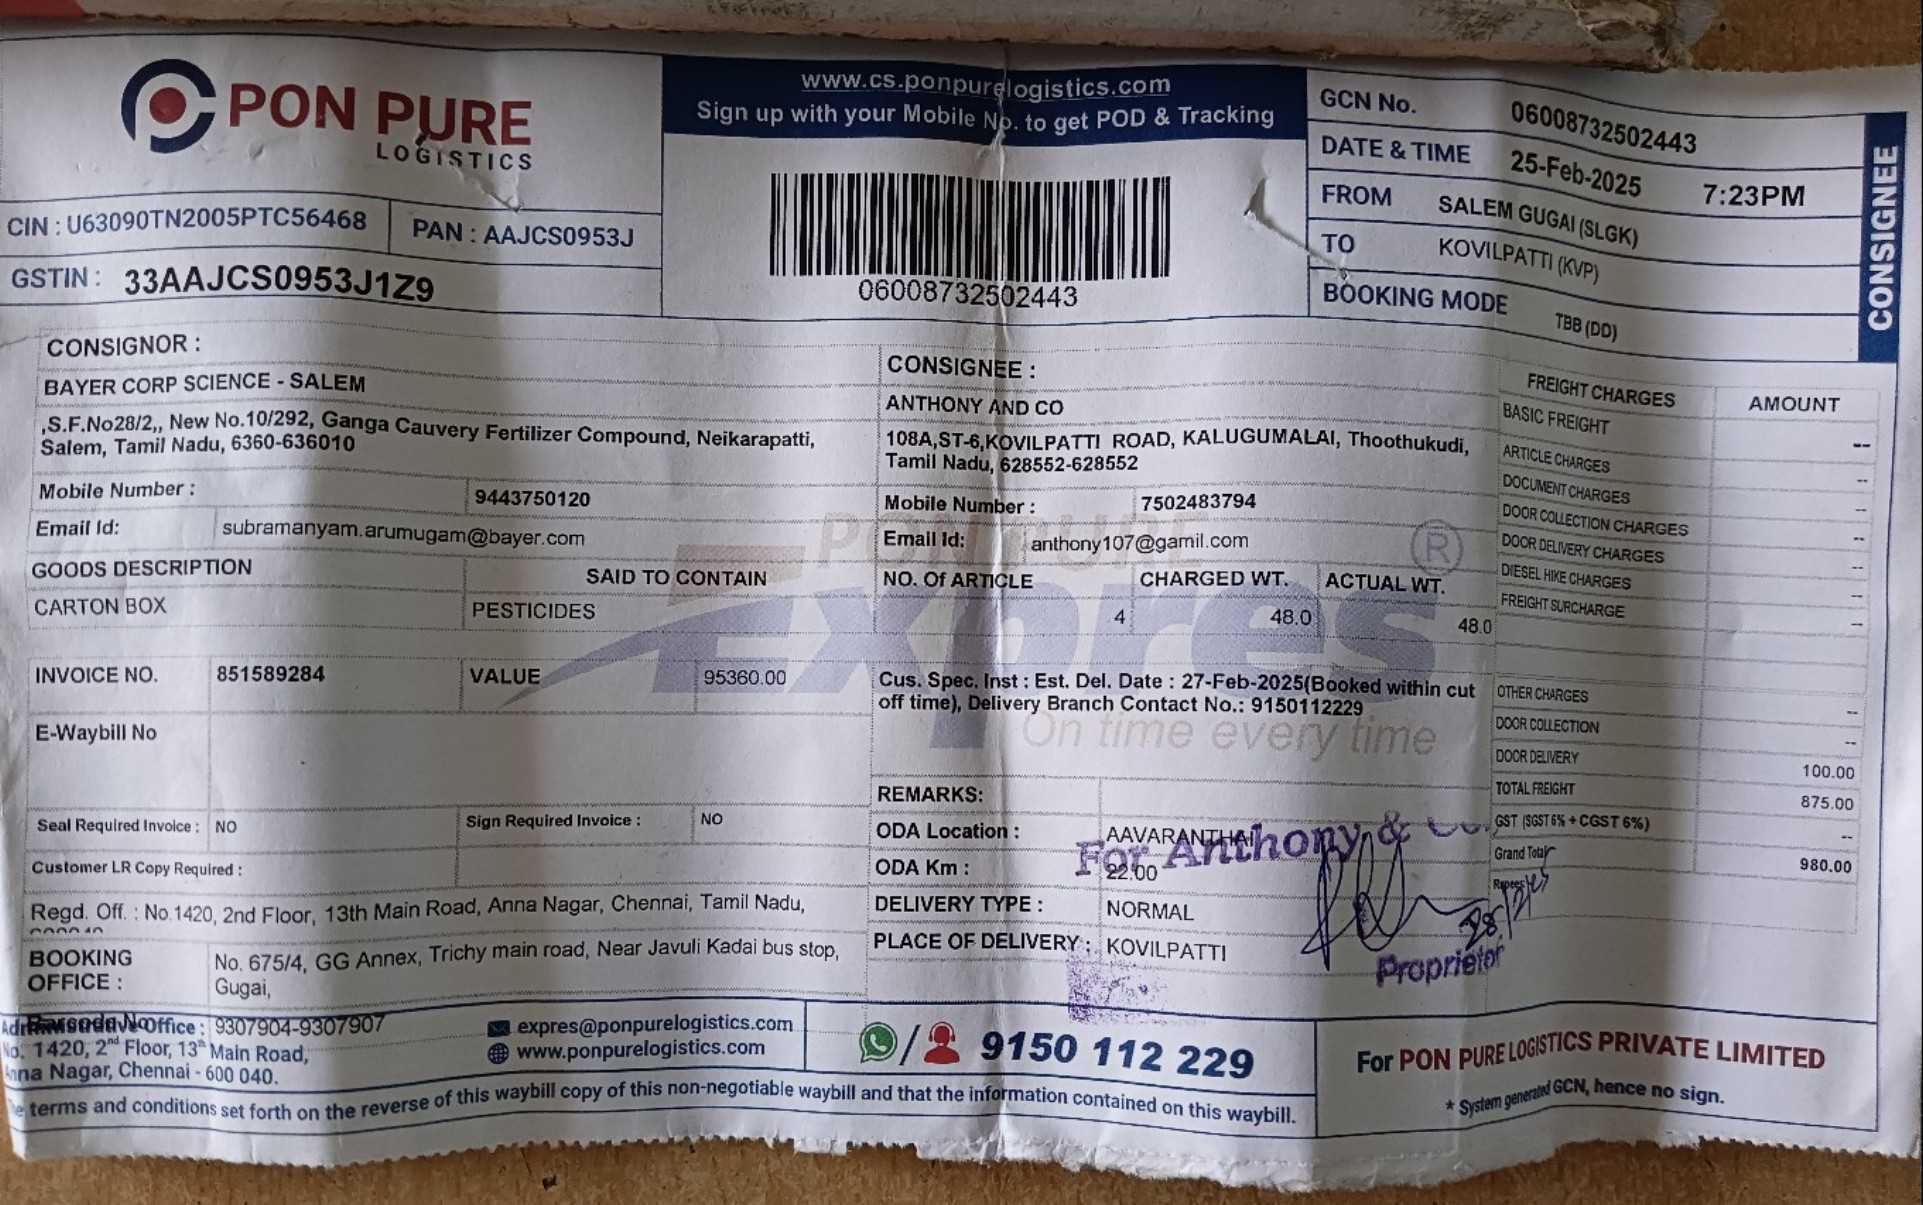 PON PURE
LOGISTICS
www.cs.ponpurelogistics.com
Sign up with your Mobile No. to get POD & Tracking
06008732502443
GCN No. 06008732502443
DATE & TIME 25-Feb-2025 7:23PM
FROM SALEM GUGAI (SLGK)
TO KOVILPATTI (KVP)
BOOKING MODE TBB (DD)
CONSIGNEE
CIN : U63090TN2005PTC56468 PAN : AAJCS0953J
GSTIN : 33AAJCS0953J1Z9
CONSIGNOR :
BAYER CORP SCIENCE - SALEM
,S.F.No28/2,, New No.10/292, Ganga Cauvery Fertilizer Compound, Neikarapatti,
Salem, Tamil Nadu, 6360-636010
Mobile Number : 9443750120
Email Id: subramanyam.arumugam@bayer.com
CONSIGNEE :
ANTHONY AND CO
108A,ST-6,KOVILPATTI ROAD, KALUGUMALAI, Thoothukudi,
Tamil Nadu, 628552-628552
Mobile Number : 7502483794
Email Id: anthony107@gamil.com
GOODS DESCRIPTION SAID TO CONTAIN NO. Of ARTICLE CHARGED WT. ACTUAL WT.
CARTON BOX PESTICIDES 4 48.0 48.0
PON PURE
Expres ®
On time every time
INVOICE NO. 851589284 VALUE 95360.00
Cus. Spec. Inst : Est. Del. Date : 27-Feb-2025(Booked within cut
off time), Delivery Branch Contact No.: 9150112229
E-Waybill No
Seal Required Invoice : NO Sign Required Invoice : NO
Customer LR Copy Required :
REMARKS:
ODA Location : AAVARANTHAI
ODA Km : 22.00
DELIVERY TYPE : NORMAL
PLACE OF DELIVERY : KOVILPATTI
For Anthony & Co.
Proprietor
FREIGHT CHARGES AMOUNT
BASIC FREIGHT --
ARTICLE CHARGES --
DOCUMENT CHARGES --
DOOR COLLECTION CHARGES --
DOOR DELIVERY CHARGES --
DIESEL HIKE CHARGES --
FREIGHT SURCHARGE --
OTHER CHARGES --
DOOR COLLECTION --
DOOR DELIVERY 100.00
TOTAL FREIGHT 875.00
GST (SGST 6% + CGST 6%) --
Grand Total 980.00
Rupees
Regd. Off. : No.1420, 2nd Floor, 13th Main Road, Anna Nagar, Chennai, Tamil Nadu,
BOOKING OFFICE : No. 675/4, GG Annex, Trichy main road, Near Javuli Kadai bus stop,
Gugai,
Barcode No 9307904-9307907
Administrative Office :
No. 1420, 2nd Floor, 13th Main Road,
Anna Nagar, Chennai - 600 040.
expres@ponpurelogistics.com
www.ponpurelogistics.com
9150 112 229
For PON PURE LOGISTICS PRIVATE LIMITED
* System generated GCN, hence no sign.
terms and conditions set forth on the reverse of this waybill copy of this non-negotiable waybill and that the information contained on this waybill.